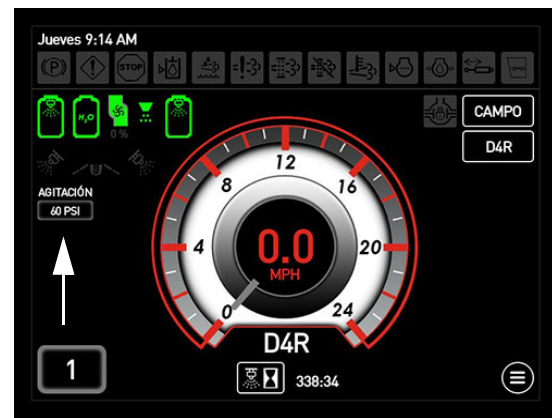 Jueves 9:14 AM
(P)
STOP
H₂O
0 %
CAMPO
D4R
AGITACIÓN
60 PSI
0
4
8
12
16
20
24
0.0
MPH
D4R
338:34
1